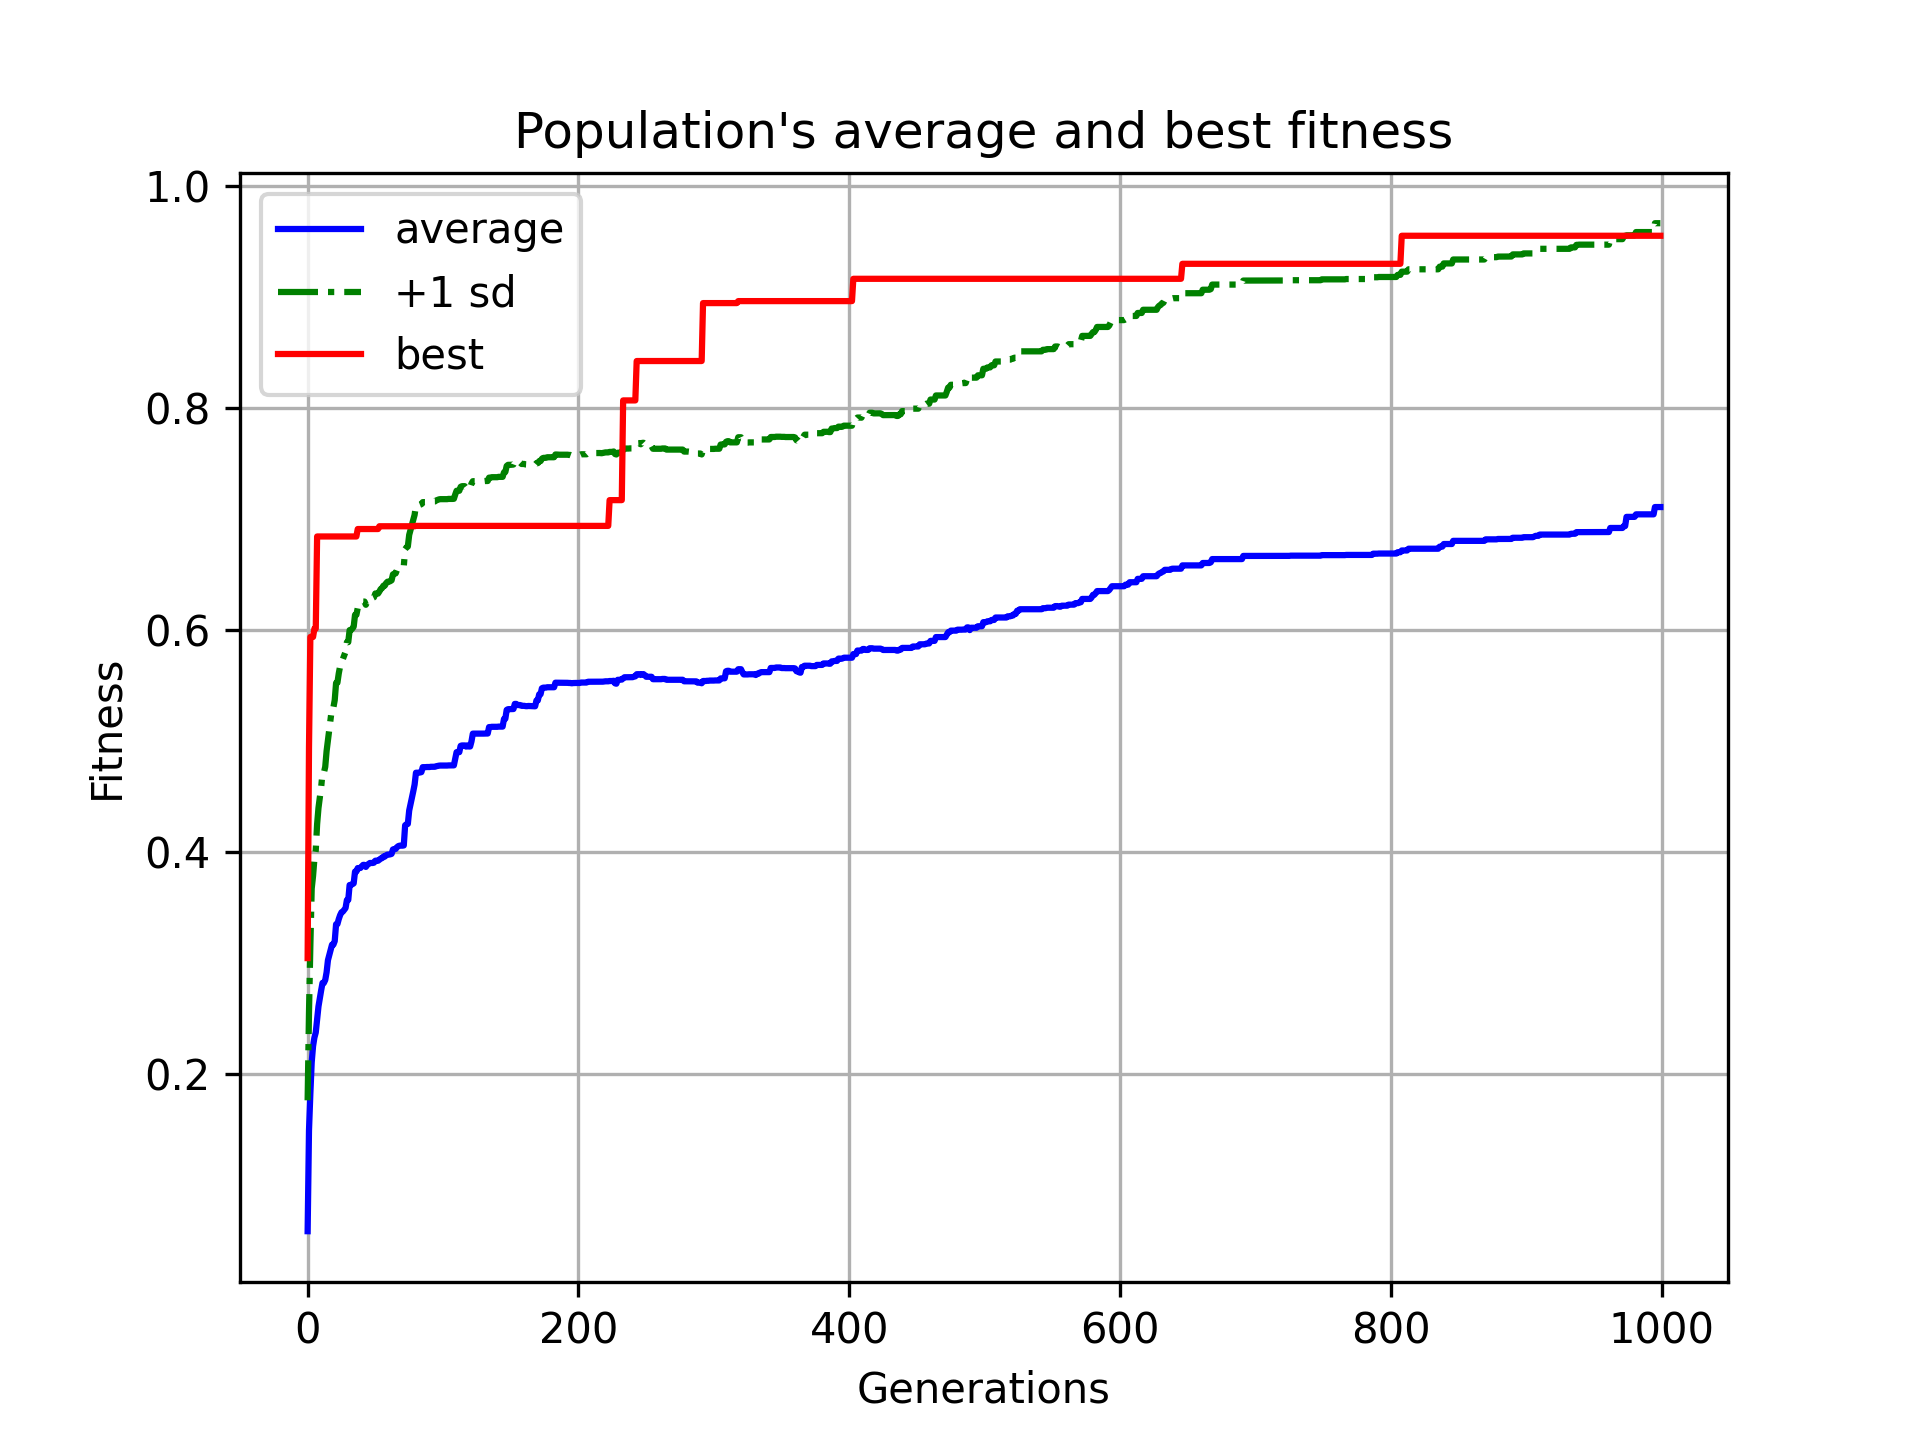 Population's average and best fitness
1.0
0.8
0.6
0.4
0.2
Fitness
average
+1 sd
best
0 200 400 600 800 1000
Generations